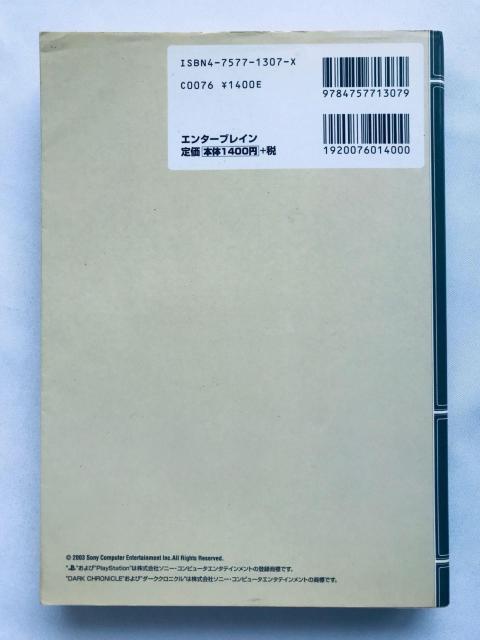 ISBN4-7577-1307-X
C0076 ¥1400E
9784757713079
エンターブレイン
定価 本体1400円 +税
1920076014000
© 2003 Sony Computer Entertainment Inc. All Rights Reserved.
"PS"および"PlayStation"は株式会社ソニー・コンピュータエンタテインメントの登録商標です。
"DARK CHRONICLE"および"ダーククロニクル"は株式会社ソニー・コンピュータエンタテインメントの商標です。